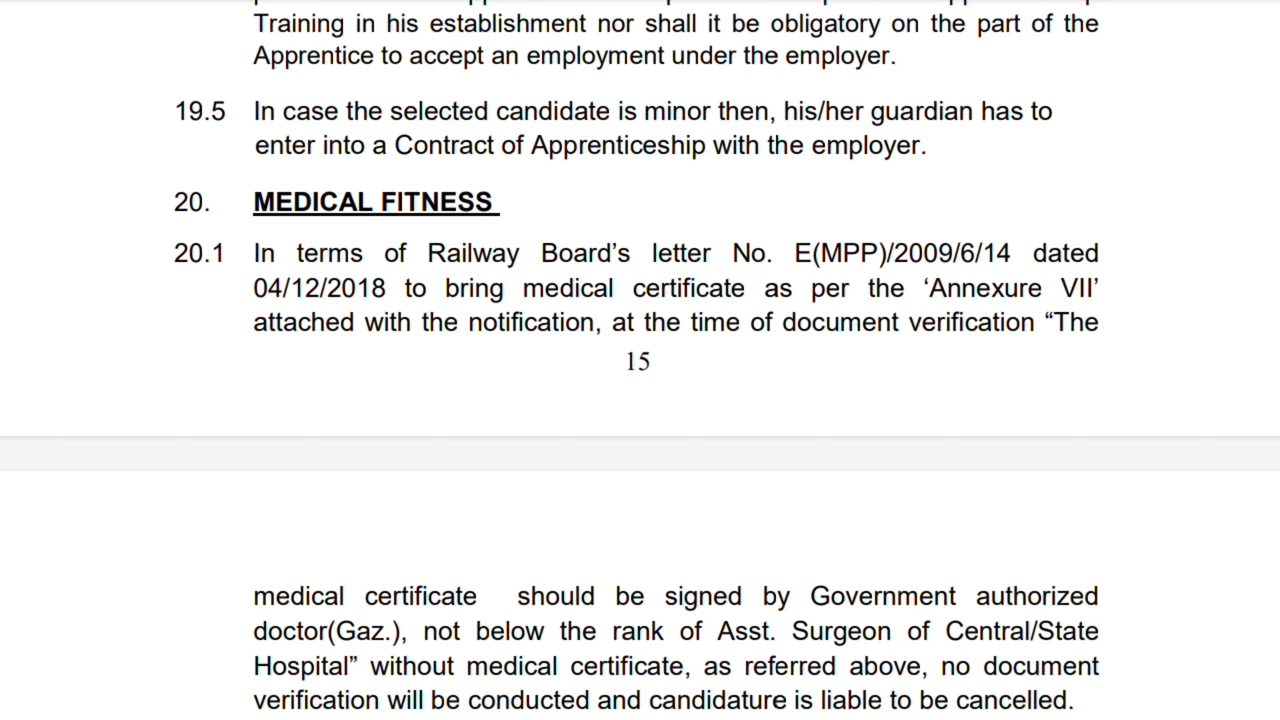 Training in his establishment nor shall it be obligatory on the part of the
Apprentice to accept an employment under the employer.
19.5 In case the selected candidate is minor then, his/her guardian has to
enter into a Contract of Apprenticeship with the employer.
20. MEDICAL FITNESS
20.1 In terms of Railway Board’s letter No. E(MPP)/2009/6/14 dated
04/12/2018 to bring medical certificate as per the ‘Annexure VII’
attached with the notification, at the time of document verification “The
15
medical certificate should be signed by Government authorized
doctor(Gaz.), not below the rank of Asst. Surgeon of Central/State
Hospital” without medical certificate, as referred above, no document
verification will be conducted and candidature is liable to be cancelled.